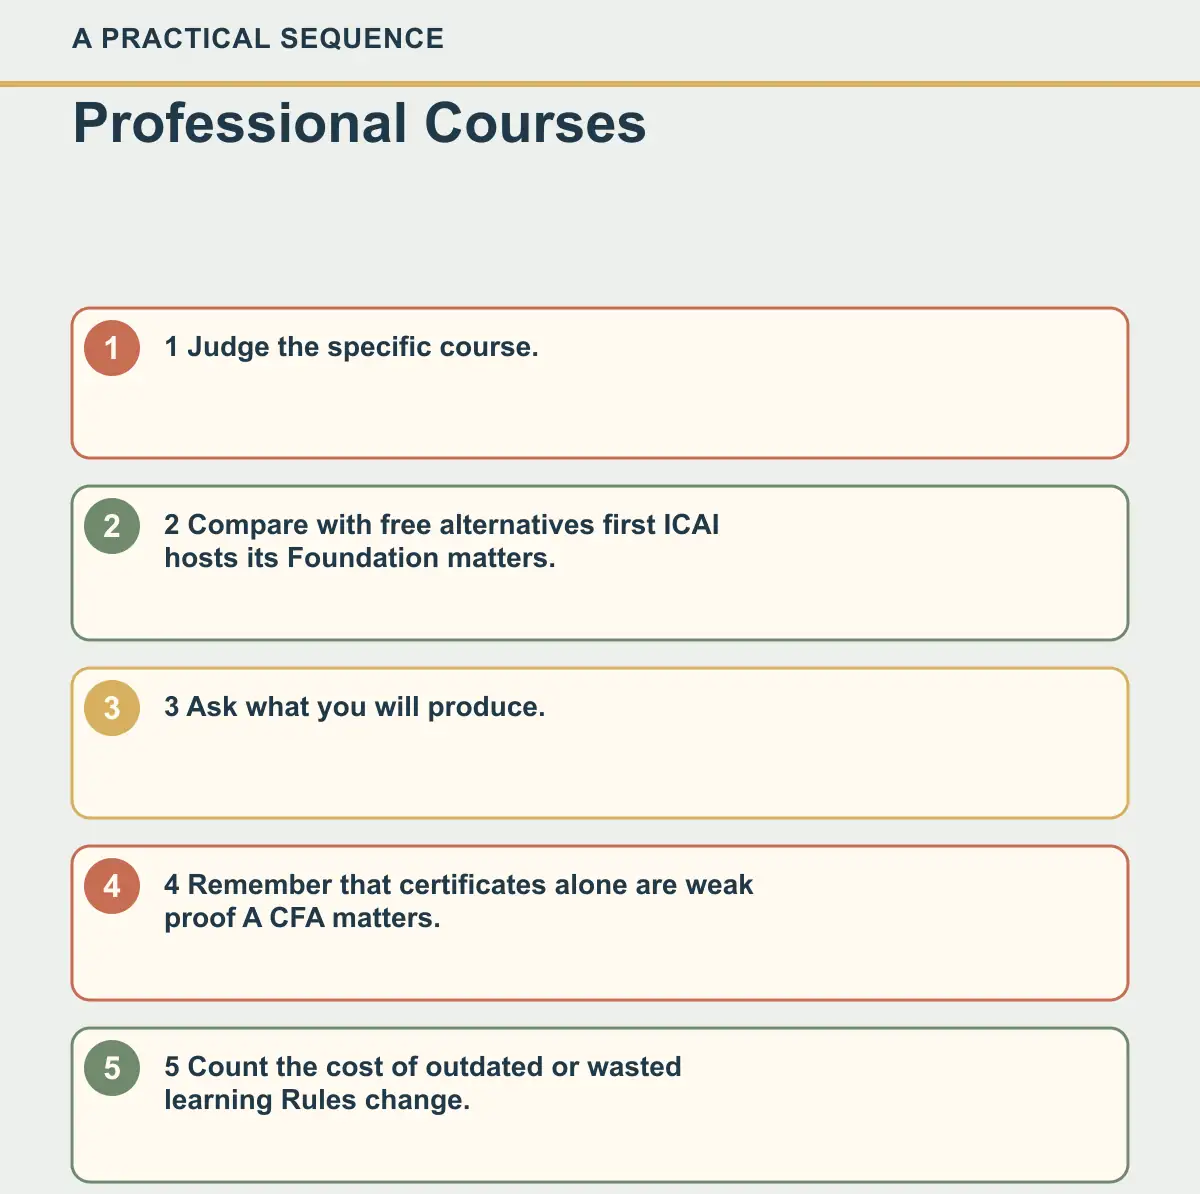 A PRACTICAL SEQUENCE
Professional Courses
1
1 Judge the specific course.
2
2 Compare with free alternatives first ICAI
hosts its Foundation matters.
3
3 Ask what you will produce.
4
4 Remember that certificates alone are weak
proof A CFA matters.
5
5 Count the cost of outdated or wasted
learning Rules change.